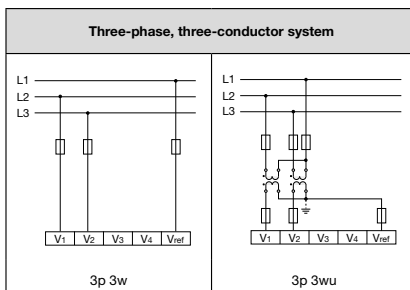 Three-phase, three-conductor system
L1
L2
L3
V1 V2 V3 V4 Vref
3p 3w
L1
L2
L3
V1 V2 V3 V4 Vref
3p 3wu